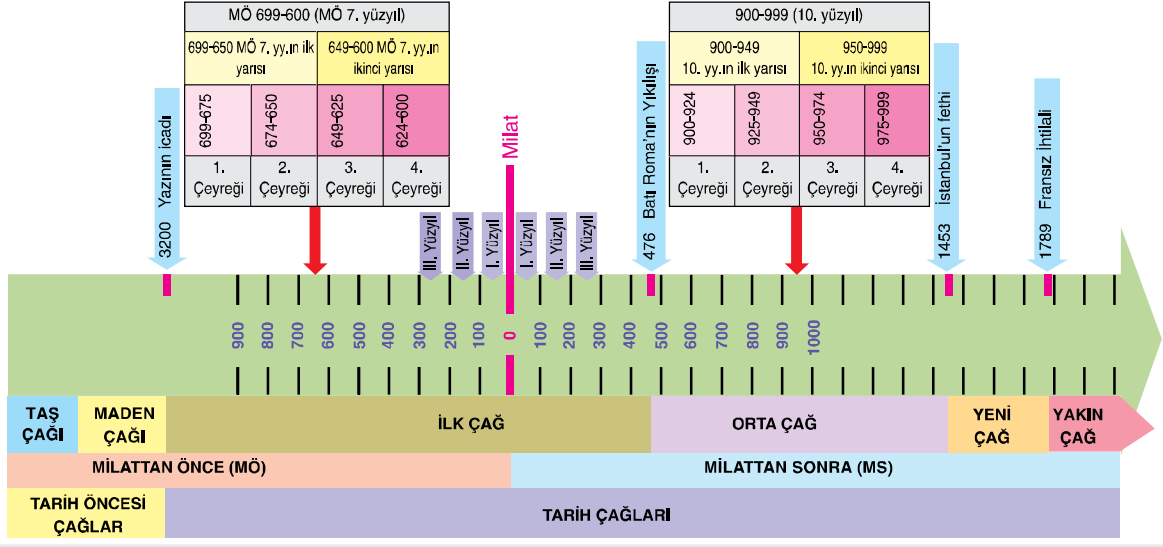 MÖ 699-600 (MÖ 7. yüzyıl)
699-650 MÖ 7. yy.ın ilk
yarısı
649-600 MÖ 7. yy.ın
ikinci yarısı
699-675
674-650
649-625
624-600
1.
Çeyreği
2.
Çeyreği
3.
Çeyreği
4.
Çeyreği
900-999 (10. yüzyıl)
900-949
10. yy.ın ilk yarısı
950-999
10. yy.ın ikinci yarısı
900-924
925-949
950-974
975-999
1.
Çeyreği
2.
Çeyreği
3.
Çeyreği
4.
Çeyreği
3200 Yazının icadı
III. Yüzyıl
II. Yüzyıl
I. Yüzyıl
Milat
I. Yüzyıl
II. Yüzyıl
III. Yüzyıl
476 Batı Roma'nın Yıkılışı
1453 İstanbul'un fethi
1789 Fransız İhtilali
900
800
700
600
500
400
300
200
100
0
100
200
300
400
500
600
700
800
900
1000
TAŞ
ÇAĞI
MADEN
ÇAĞI
İLK ÇAĞ
ORTA ÇAĞ
YENİ
ÇAĞ
YAKIN
ÇAĞ
MİLATTAN ÖNCE (MÖ)
MİLATTAN SONRA (MS)
TARİH ÖNCESİ
ÇAĞLAR
TARİH ÇAĞLARI